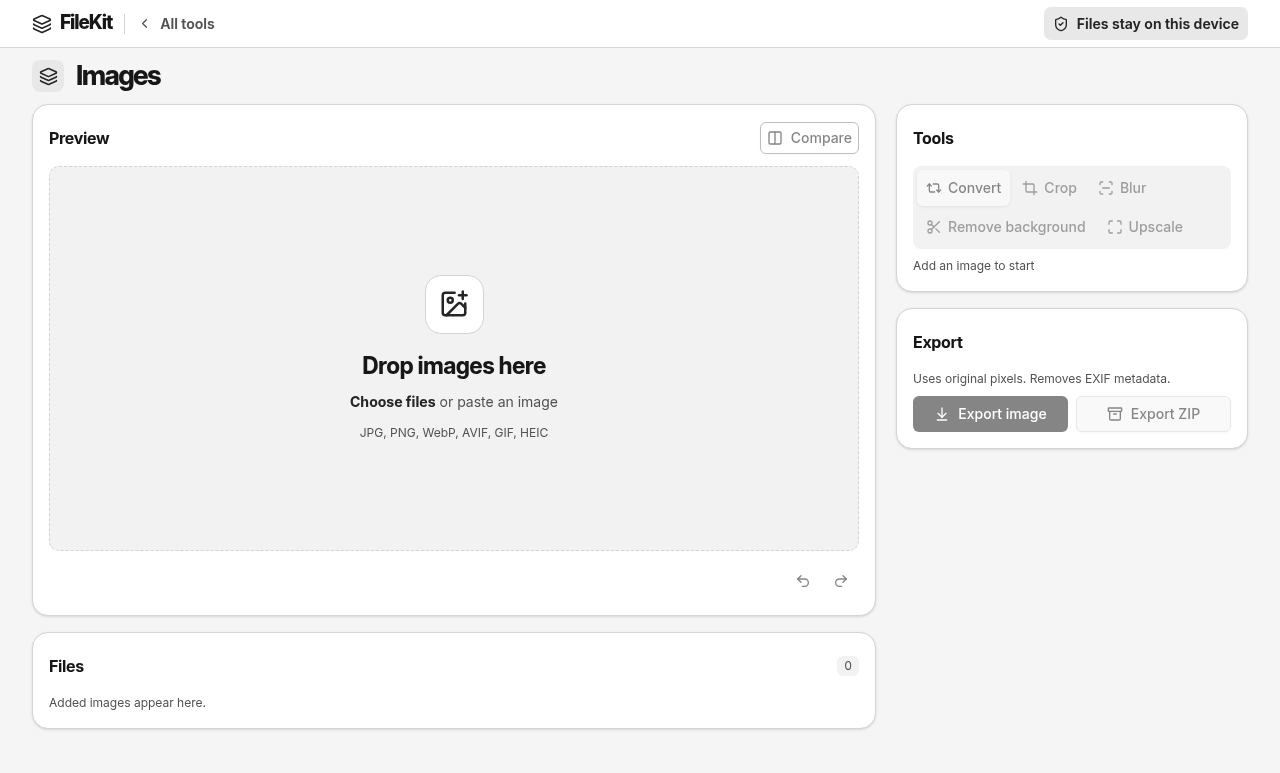 FileKit
All tools
Files stay on this device
Images
Preview
Compare
Drop images here
Choose files or paste an image
JPG, PNG, WebP, AVIF, GIF, HEIC
Files
0
Added images appear here.
Tools
Convert
Crop
Blur
Remove background
Upscale
Add an image to start
Export
Uses original pixels. Removes EXIF metadata.
Export image
Export ZIP